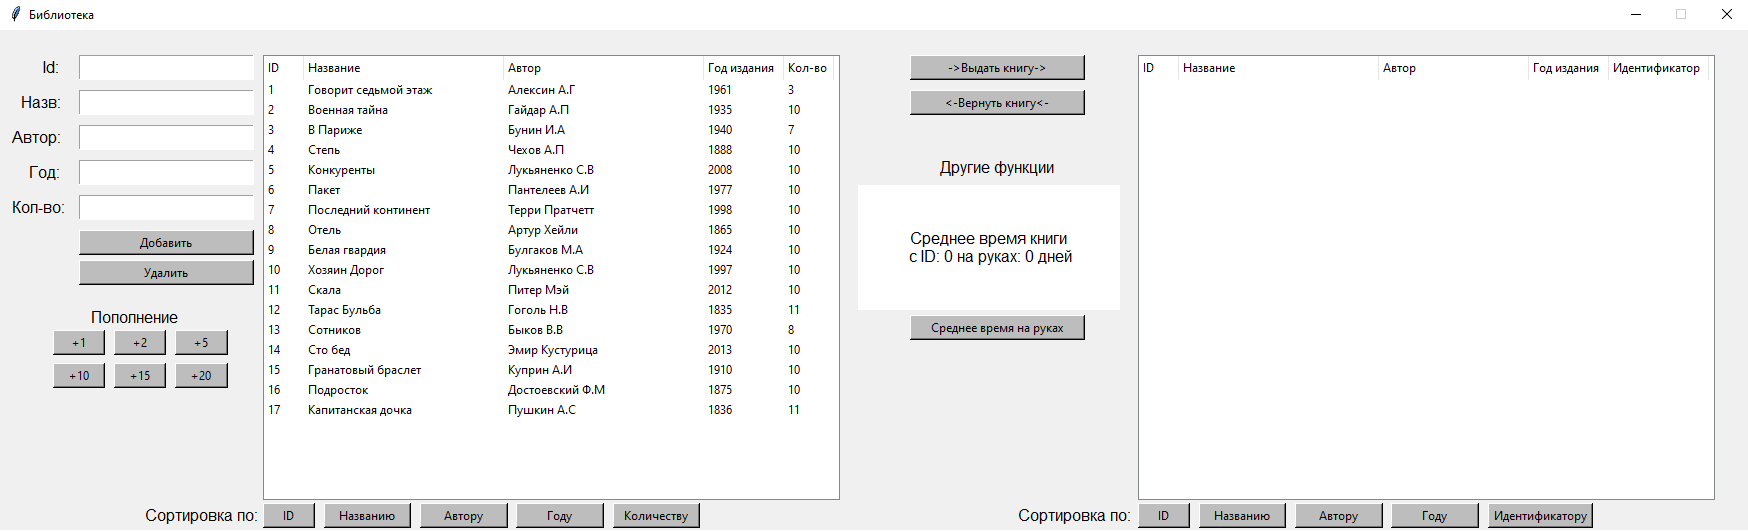 Библиотека
Id:
Назв:
Автор:
Год:
Кол-во:
Добавить
Удалить
Пополнение
+1 +2 +5
+10 +15 +20
ID Название Автор Год издания Кол-во
1 Говорит седьмой этаж Алексин А.Г 1961 3
2 Военная тайна Гайдар А.П 1935 10
3 В Париже Бунин И.А 1940 7
4 Степь Чехов А.П 1888 10
5 Конкуренты Лукьяненко С.В 2008 10
6 Пакет Пантелеев А.И 1977 10
7 Последний континент Терри Пратчетт 1998 10
8 Отель Артур Хейли 1865 10
9 Белая гвардия Булгаков М.А 1924 10
10 Хозяин Дорог Лукьяненко С.В 1997 10
11 Скала Питер Мэй 2012 10
12 Тарас Бульба Гоголь Н.В 1835 11
13 Сотников Быков В.В 1970 8
14 Сто бед Эмир Кустурица 2013 10
15 Гранатовый браслет Куприн А.И 1910 10
16 Подросток Достоевский Ф.М 1875 10
17 Капитанская дочка Пушкин А.С 1836 11
Сортировка по: ID Названию Автору Году Количеству
->Выдать книгу->
<-Вернуть книгу<-
Другие функции
Среднее время книги
с ID: 0 на руках: 0 дней
Среднее время на руках
ID Название Автор Год издания Идентификатор
Сортировка по: ID Названию Автору Году Идентификатору